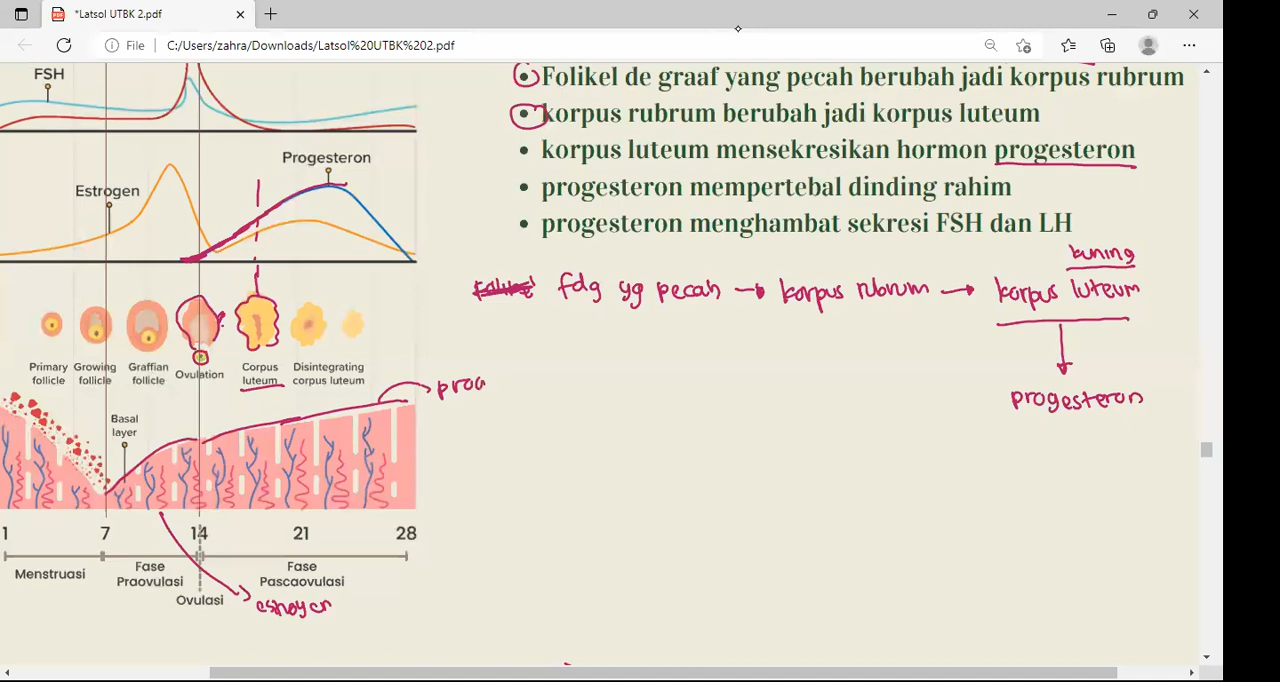 *Latsol UTBK 2.pdf
File
C:/Users/zahra/Downloads/Latsol%20UTBK%202.pdf
FSH
Progesteron
Estrogen
Primary follicle
Growing follicle
Graffian follicle
Ovulation
Corpus luteum
Disintegrating corpus luteum
Basal layer
prog
1 7 14 21 28
Menstruasi
Fase Praovulasi
Fase Pascaovulasi
Ovulasi
• Folikel de graaf yang pecah berubah jadi korpus rubrum
• korpus rubrum berubah jadi korpus luteum
• korpus luteum mensekresikan hormon progesteron
• progesteron mempertebal dinding rahim
• progesteron menghambat sekresi FSH dan LH
kuning
fdg yg pecah → korpus rubrum → korpus luteum
progesteron